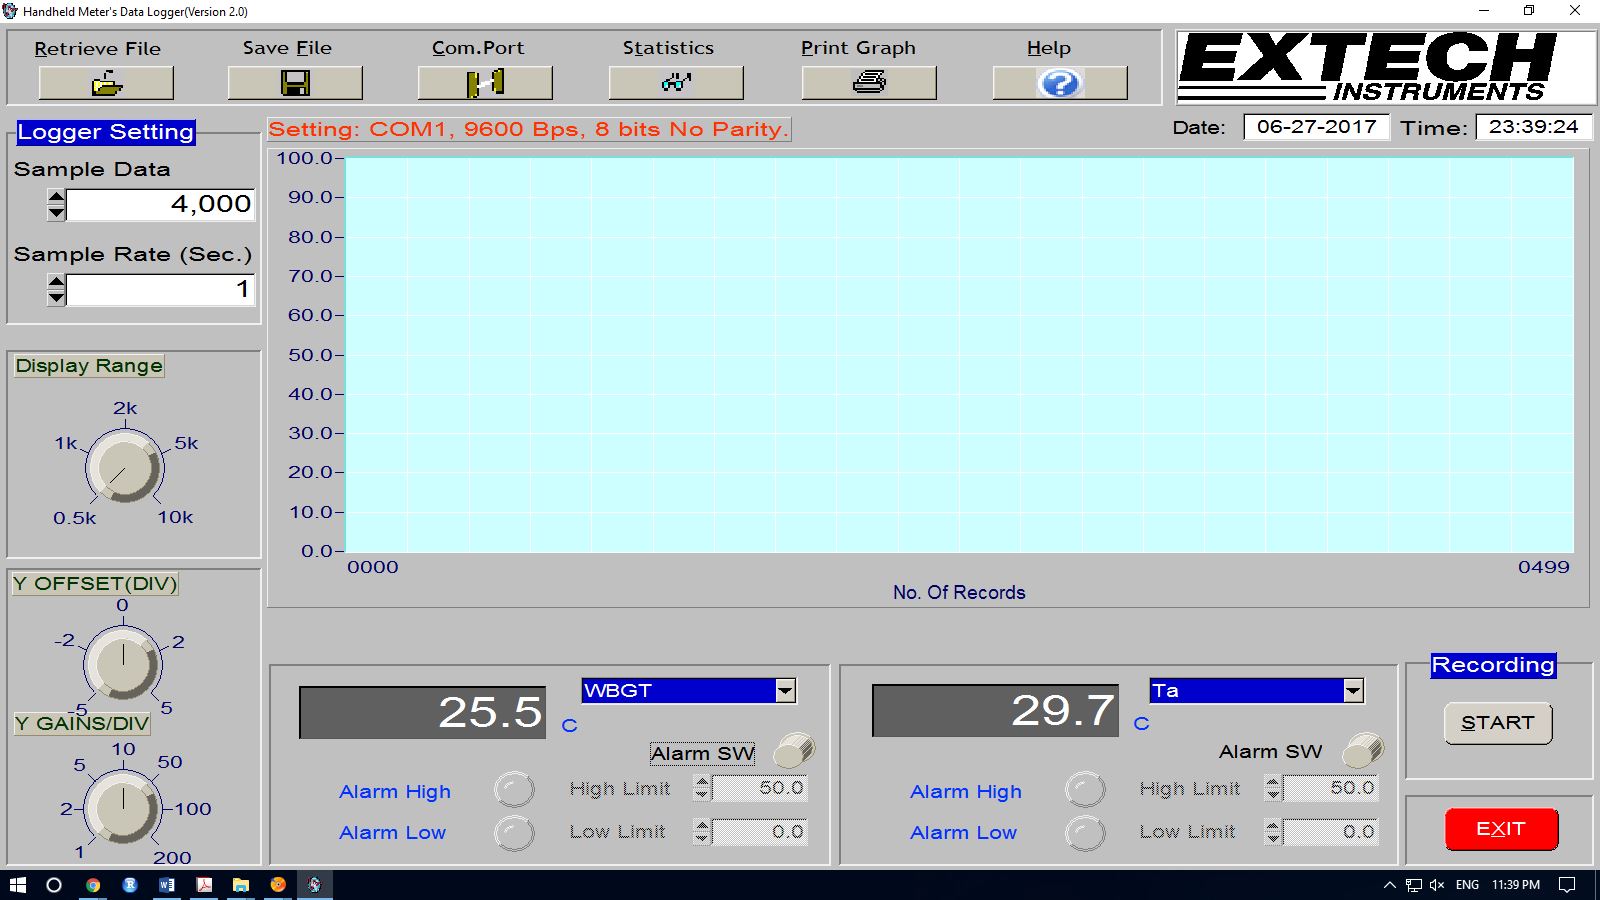 Handheld Meter's Data Logger(Version 2.0)
Retrieve File
Save File
Com.Port
Statistics
Print Graph
Help
EXTECH
INSTRUMENTS
Logger Setting
Sample Data
4,000
Sample Rate (Sec.)
1
Setting: COM1, 9600 Bps, 8 bits No Parity.
Date: 06-27-2017 Time: 23:39:24
100.0
90.0
80.0
70.0
60.0
50.0
40.0
30.0
20.0
10.0
0.0
0000 0499
No. Of Records
Display Range
2k
1k 5k
0.5k 10k
Y OFFSET(DIV)
0
-2 2
-5 5
Y GAINS/DIV
10
5 50
2 100
1 200
25.5 C
WBGT
Alarm SW
Alarm High High Limit 50.0
Alarm Low Low Limit 0.0
29.7 C
Ta
Alarm SW
Alarm High High Limit 50.0
Alarm Low Low Limit 0.0
Recording
START
EXIT
ENG 11:39 PM